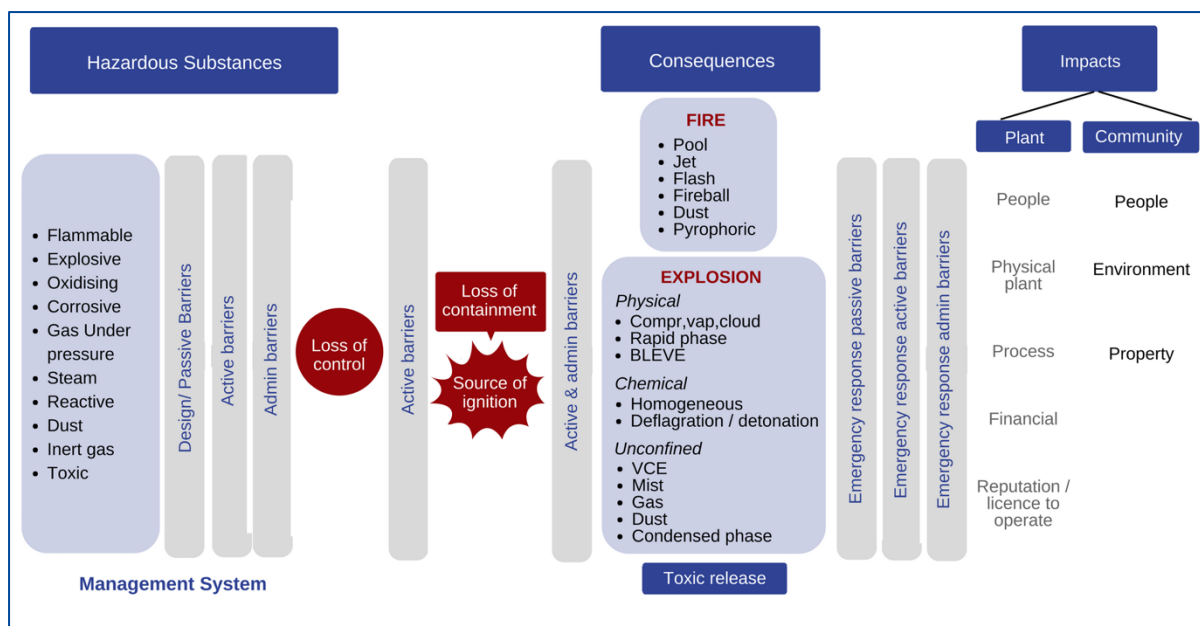 Hazardous Substances
Consequences
Impacts
Plant
Community
Flammable
Explosive
Oxidising
Corrosive
Gas Under
pressure
Steam
Reactive
Dust
Inert gas
Toxic
Design/ Passive Barriers
Active barriers
Admin barriers
Loss of
control
Active barriers
Loss of
containment
Source of
ignition
Active & admin barriers
FIRE
Pool
Jet
Flash
Fireball
Dust
Pyrophoric
EXPLOSION
Physical
Compr,vap,cloud
Rapid phase
BLEVE
Chemical
Homogeneous
Deflagration / detonation
Unconfined
VCE
Mist
Gas
Dust
Condensed phase
Toxic release
Emergency response passive barriers
Emergency response active barriers
Emergency response admin barriers
People
Physical
plant
Process
Financial
Reputation /
licence to
operate
People
Environment
Property
Management System